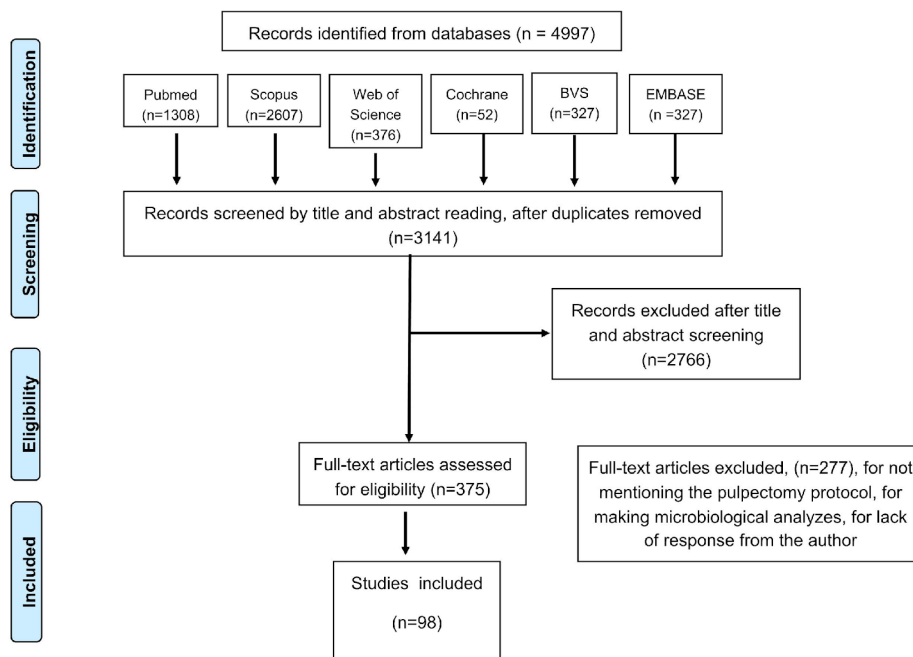 Records identified from databases (n = 4997)
Identification
Pubmed
(n=1308)
Scopus
(n=2607)
Web of
Science
(n=376)
Cochrane
(n=52)
BVS
(n=327)
EMBASE
(n =327)
Screening
Records screened by title and abstract reading, after duplicates removed
(n=3141)
Records excluded after title
and abstract screening
(n=2766)
Eligibility
Full-text articles assessed
for eligibility (n=375)
Full-text articles excluded, (n=277), for not
mentioning the pulpectomy protocol, for
making microbiological analyzes, for lack
of response from the author
Included
Studies included
(n=98)